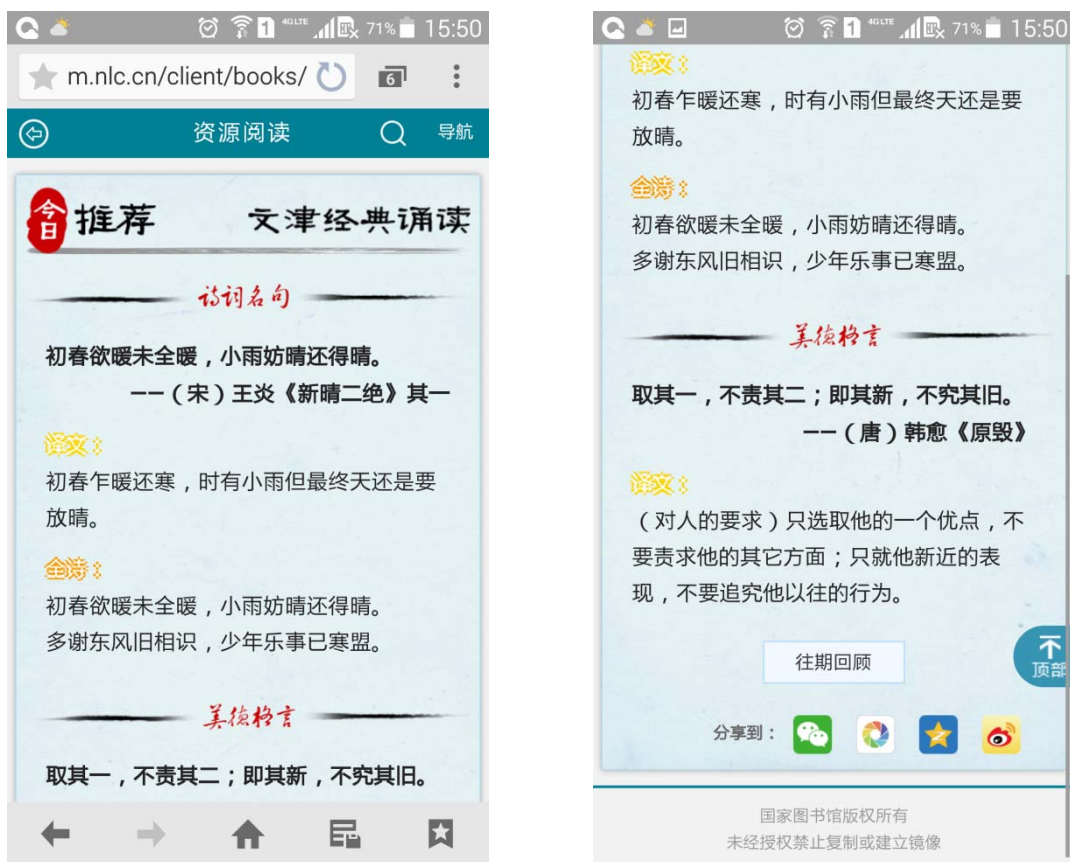 4G LTE 71% 15:50
m.nlc.cn/client/books/ 6
资源阅读 导航
今日推荐 文津经典诵读
诗词名句
初春欲暖未全暖，小雨妨晴还得晴。
——（宋）王炎《新晴二绝》其一
译文：
初春乍暖还寒，时有小雨但最终天还是要
放晴。
全诗：
初春欲暖未全暖，小雨妨晴还得晴。
多谢东风旧相识，少年乐事已寒盟。
美德格言
取其一，不责其二；即其新，不究其旧。
1 4G LTE 71% 15:50
译文：
初春乍暖还寒，时有小雨但最终天还是要
放晴。
全诗：
初春欲暖未全暖，小雨妨晴还得晴。
多谢东风旧相识，少年乐事已寒盟。
美德格言
取其一，不责其二；即其新，不究其旧。
——（唐）韩愈《原毁》
译文：
（对人的要求）只选取他的一个优点，不
要责求他的其它方面；只就他新近的表
现，不要追究他以往的行为。
顶部
往期回顾
分享到：
国家图书馆版权所有
未经授权禁止复制或建立镜像